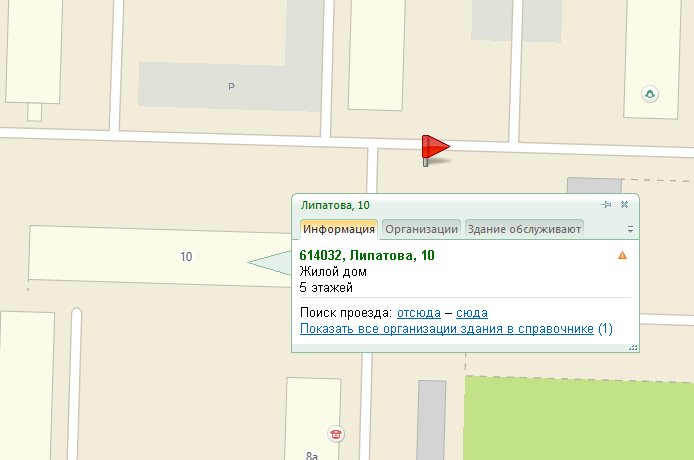 P
Липатова, 10
Информация
Организации
Здание обслуживают
10
614032, Липатова, 10
Жилой дом
5 этажей
Поиск проезда: отсюда – сюда
Показать все организации здания в справочнике (1)
8а